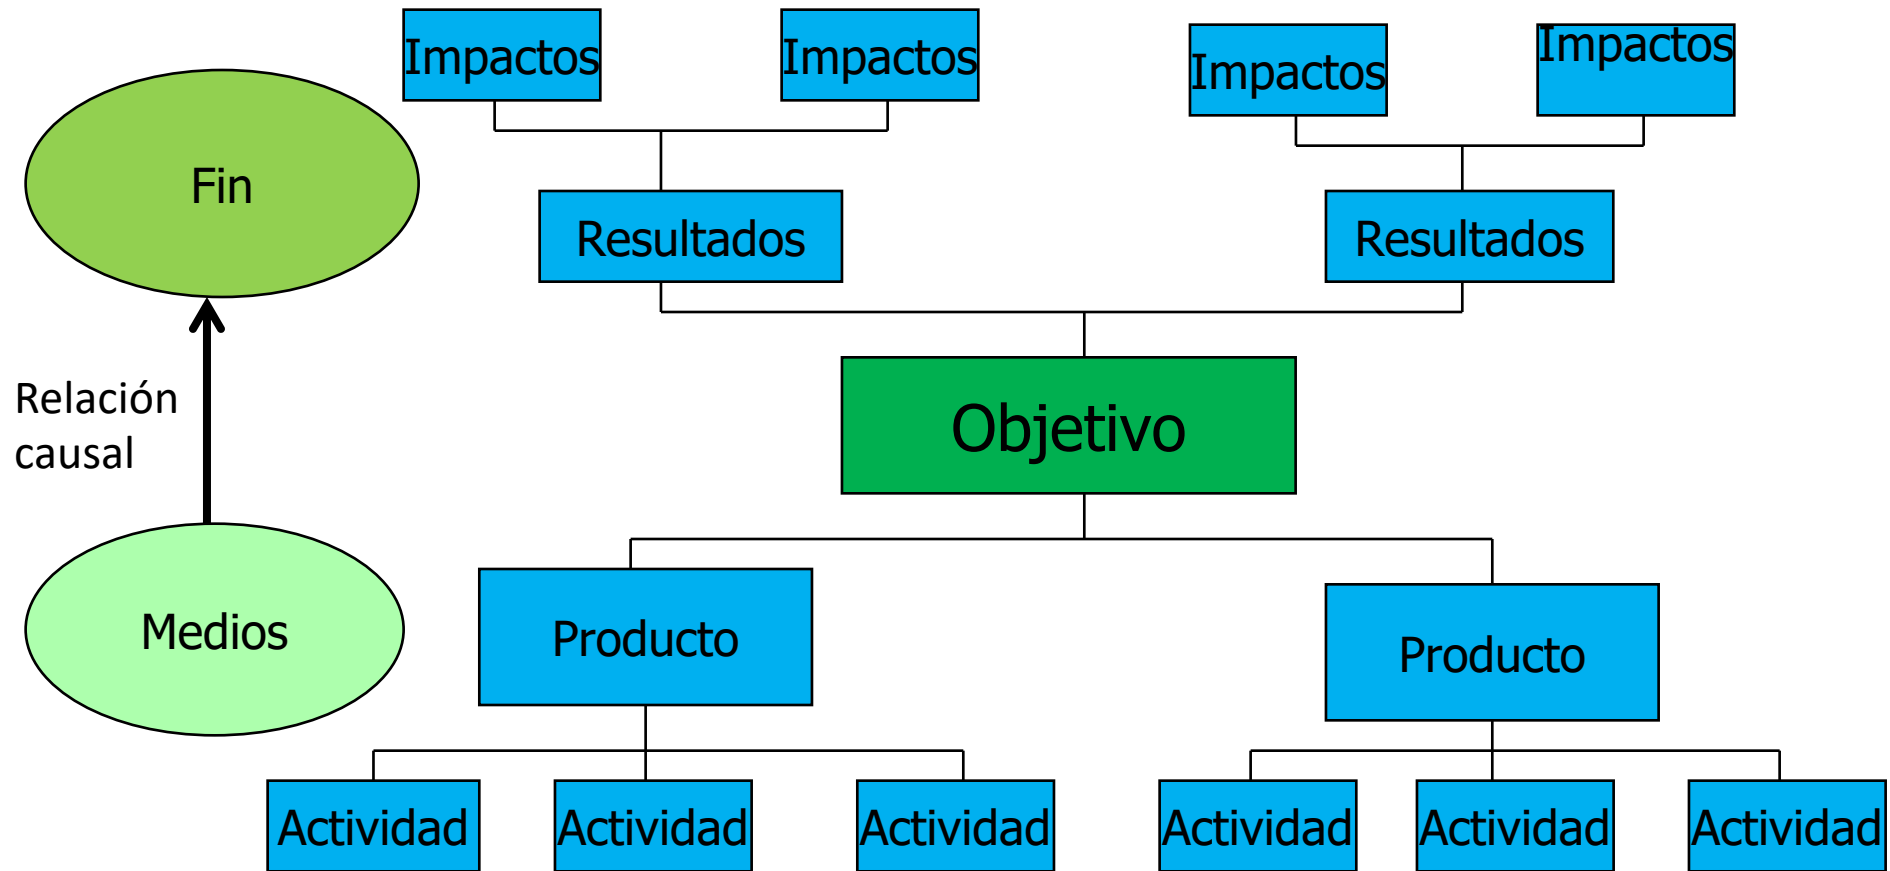 Impactos
Impactos
Impactos
Impactos
Fin
Resultados
Resultados
Relación
causal
Objetivo
Medios
Producto
Producto
Actividad
Actividad
Actividad
Actividad
Actividad
Actividad